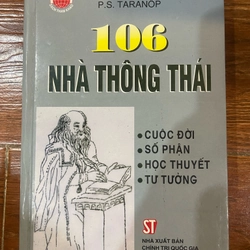 P.S. TARANOP
106
NHÀ THÔNG THÁI
• CUỘC ĐỜI
• SỐ PHẬN
• HỌC THUYẾT
• TƯ TƯỞNG
ST
NHÀ XUẤT BẢN
CHÍNH TRỊ QUỐC GIA